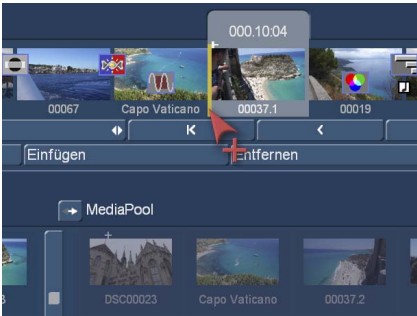 000.10:04
00067 Capo Vaticano 00037.1 00019
Einfügen Entfernen
MediaPool
DSC00023 Capo Vaticano 00037.2